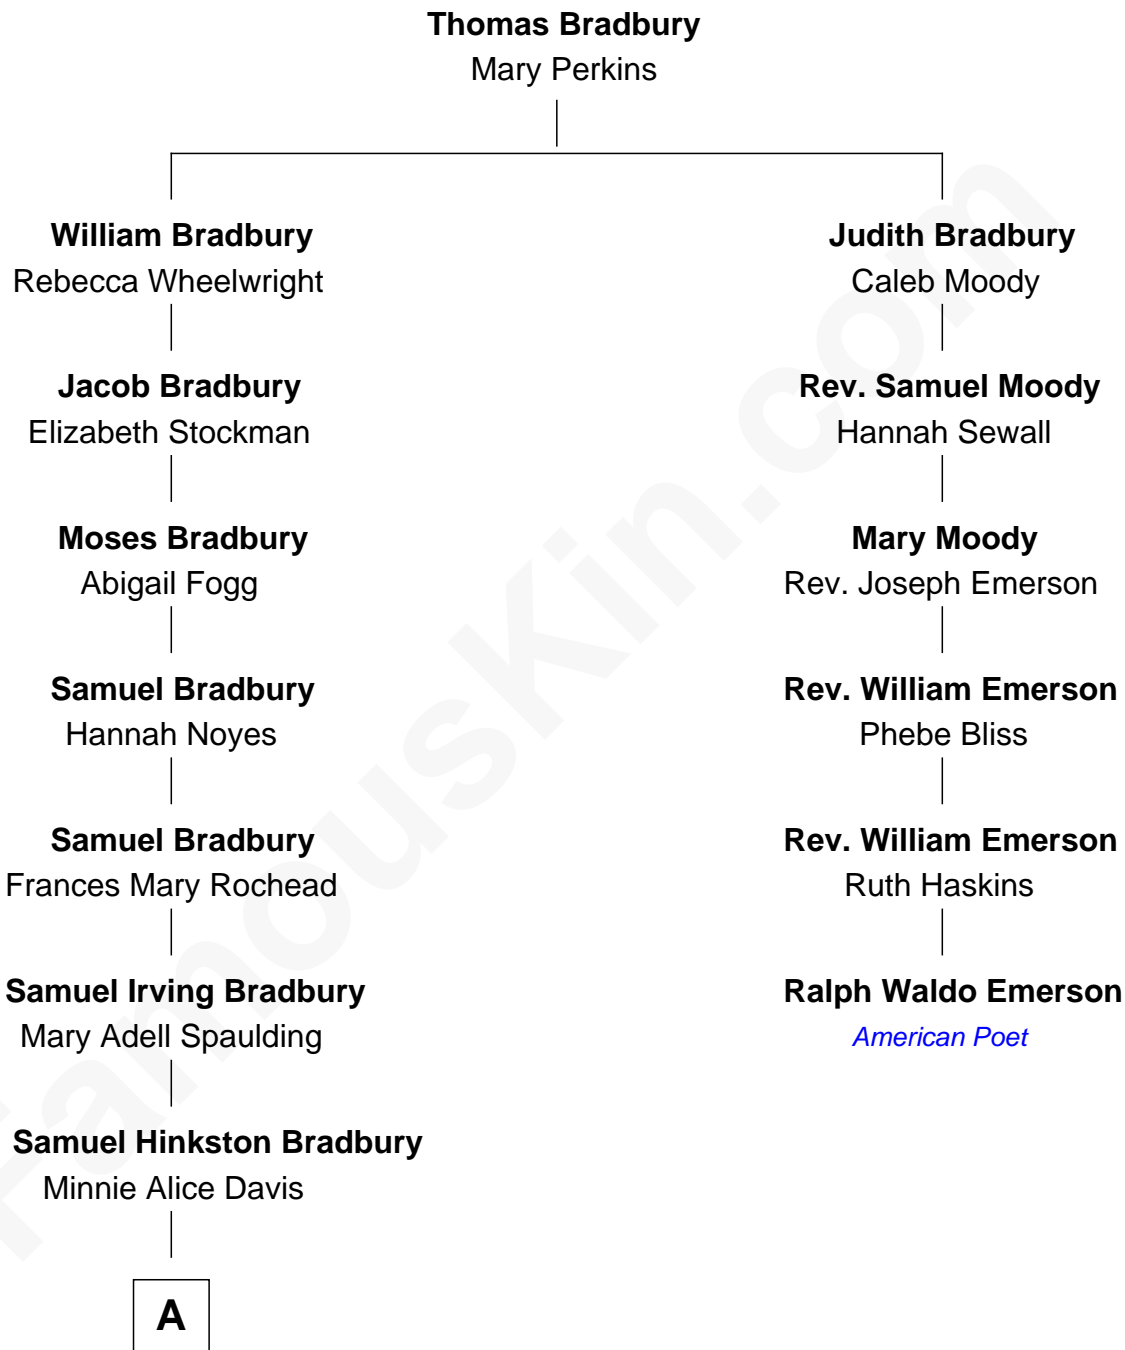 Thomas Bradbury
Mary Perkins
William Bradbury
Rebecca Wheelwright
Jacob Bradbury
Elizabeth Stockman
Moses Bradbury
Abigail Fogg
Samuel Bradbury
Hannah Noyes
Samuel Bradbury
Frances Mary Rochead
Samuel Irving Bradbury
Mary Adell Spaulding
Samuel Hinkston Bradbury
Minnie Alice Davis
A
Judith Bradbury
Caleb Moody
Rev. Samuel Moody
Hannah Sewall
Mary Moody
Rev. Joseph Emerson
Rev. William Emerson
Phebe Bliss
Rev. William Emerson
Ruth Haskins
Ralph Waldo Emerson
American Poet
FamousKin.com